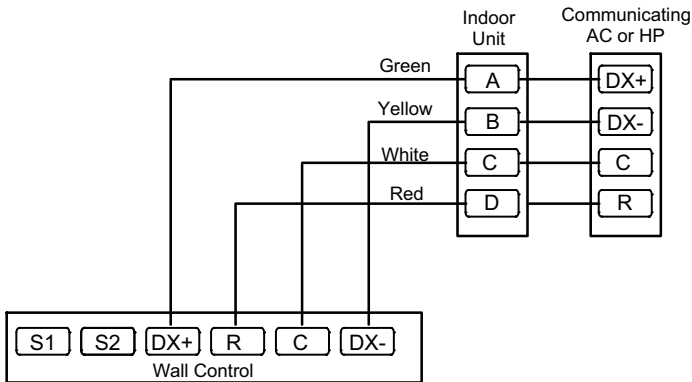 Indoor
Unit
Communicating
AC or HP
Green
A
DX+
Yellow
B
DX-
White
C
C
Red
D
R
S1 S2 DX+ R C DX-
Wall Control